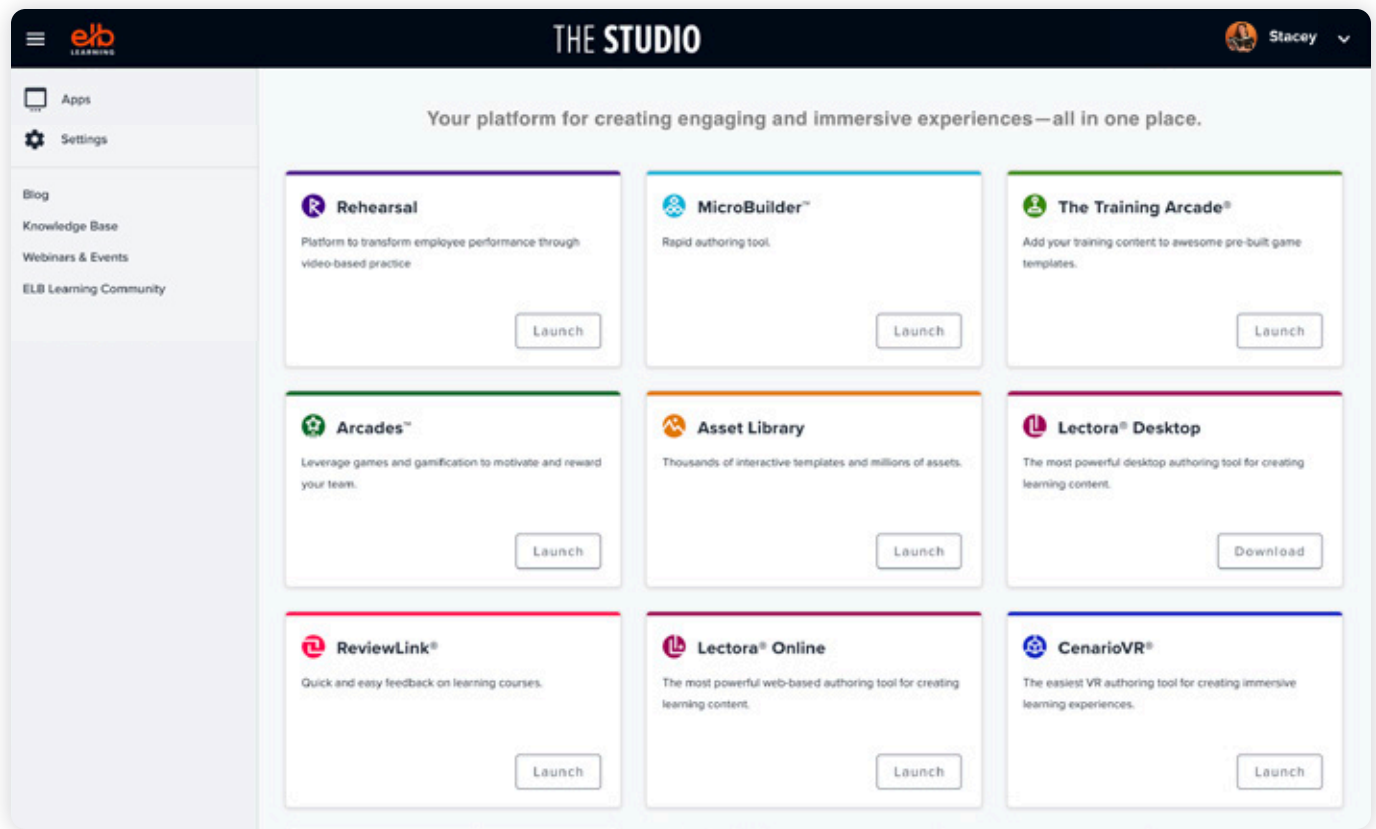 elb
LEARNING
THE STUDIO
Stacey
Apps
Settings
Blog
Knowledge Base
Webinars & Events
ELB Learning Community
Your platform for creating engaging and immersive experiences—all in one place.
Rehearsal
Platform to transform employee performance through
video-based practice
Launch
MicroBuilder™
Rapid authoring tool.
Launch
The Training Arcade®
Add your training content to awesome pre-built game
templates.
Launch
Arcades™
Leverage games and gamification to motivate and reward
your team.
Launch
Asset Library
Thousands of interactive templates and millions of assets.
Launch
Lectora® Desktop
The most powerful desktop authoring tool for creating
learning content.
Download
ReviewLink®
Quick and easy feedback on learning courses.
Launch
Lectora® Online
The most powerful web-based authoring tool for creating
learning content.
Launch
CenarioVR®
The easiest VR authoring tool for creating immersive
learning experiences.
Launch